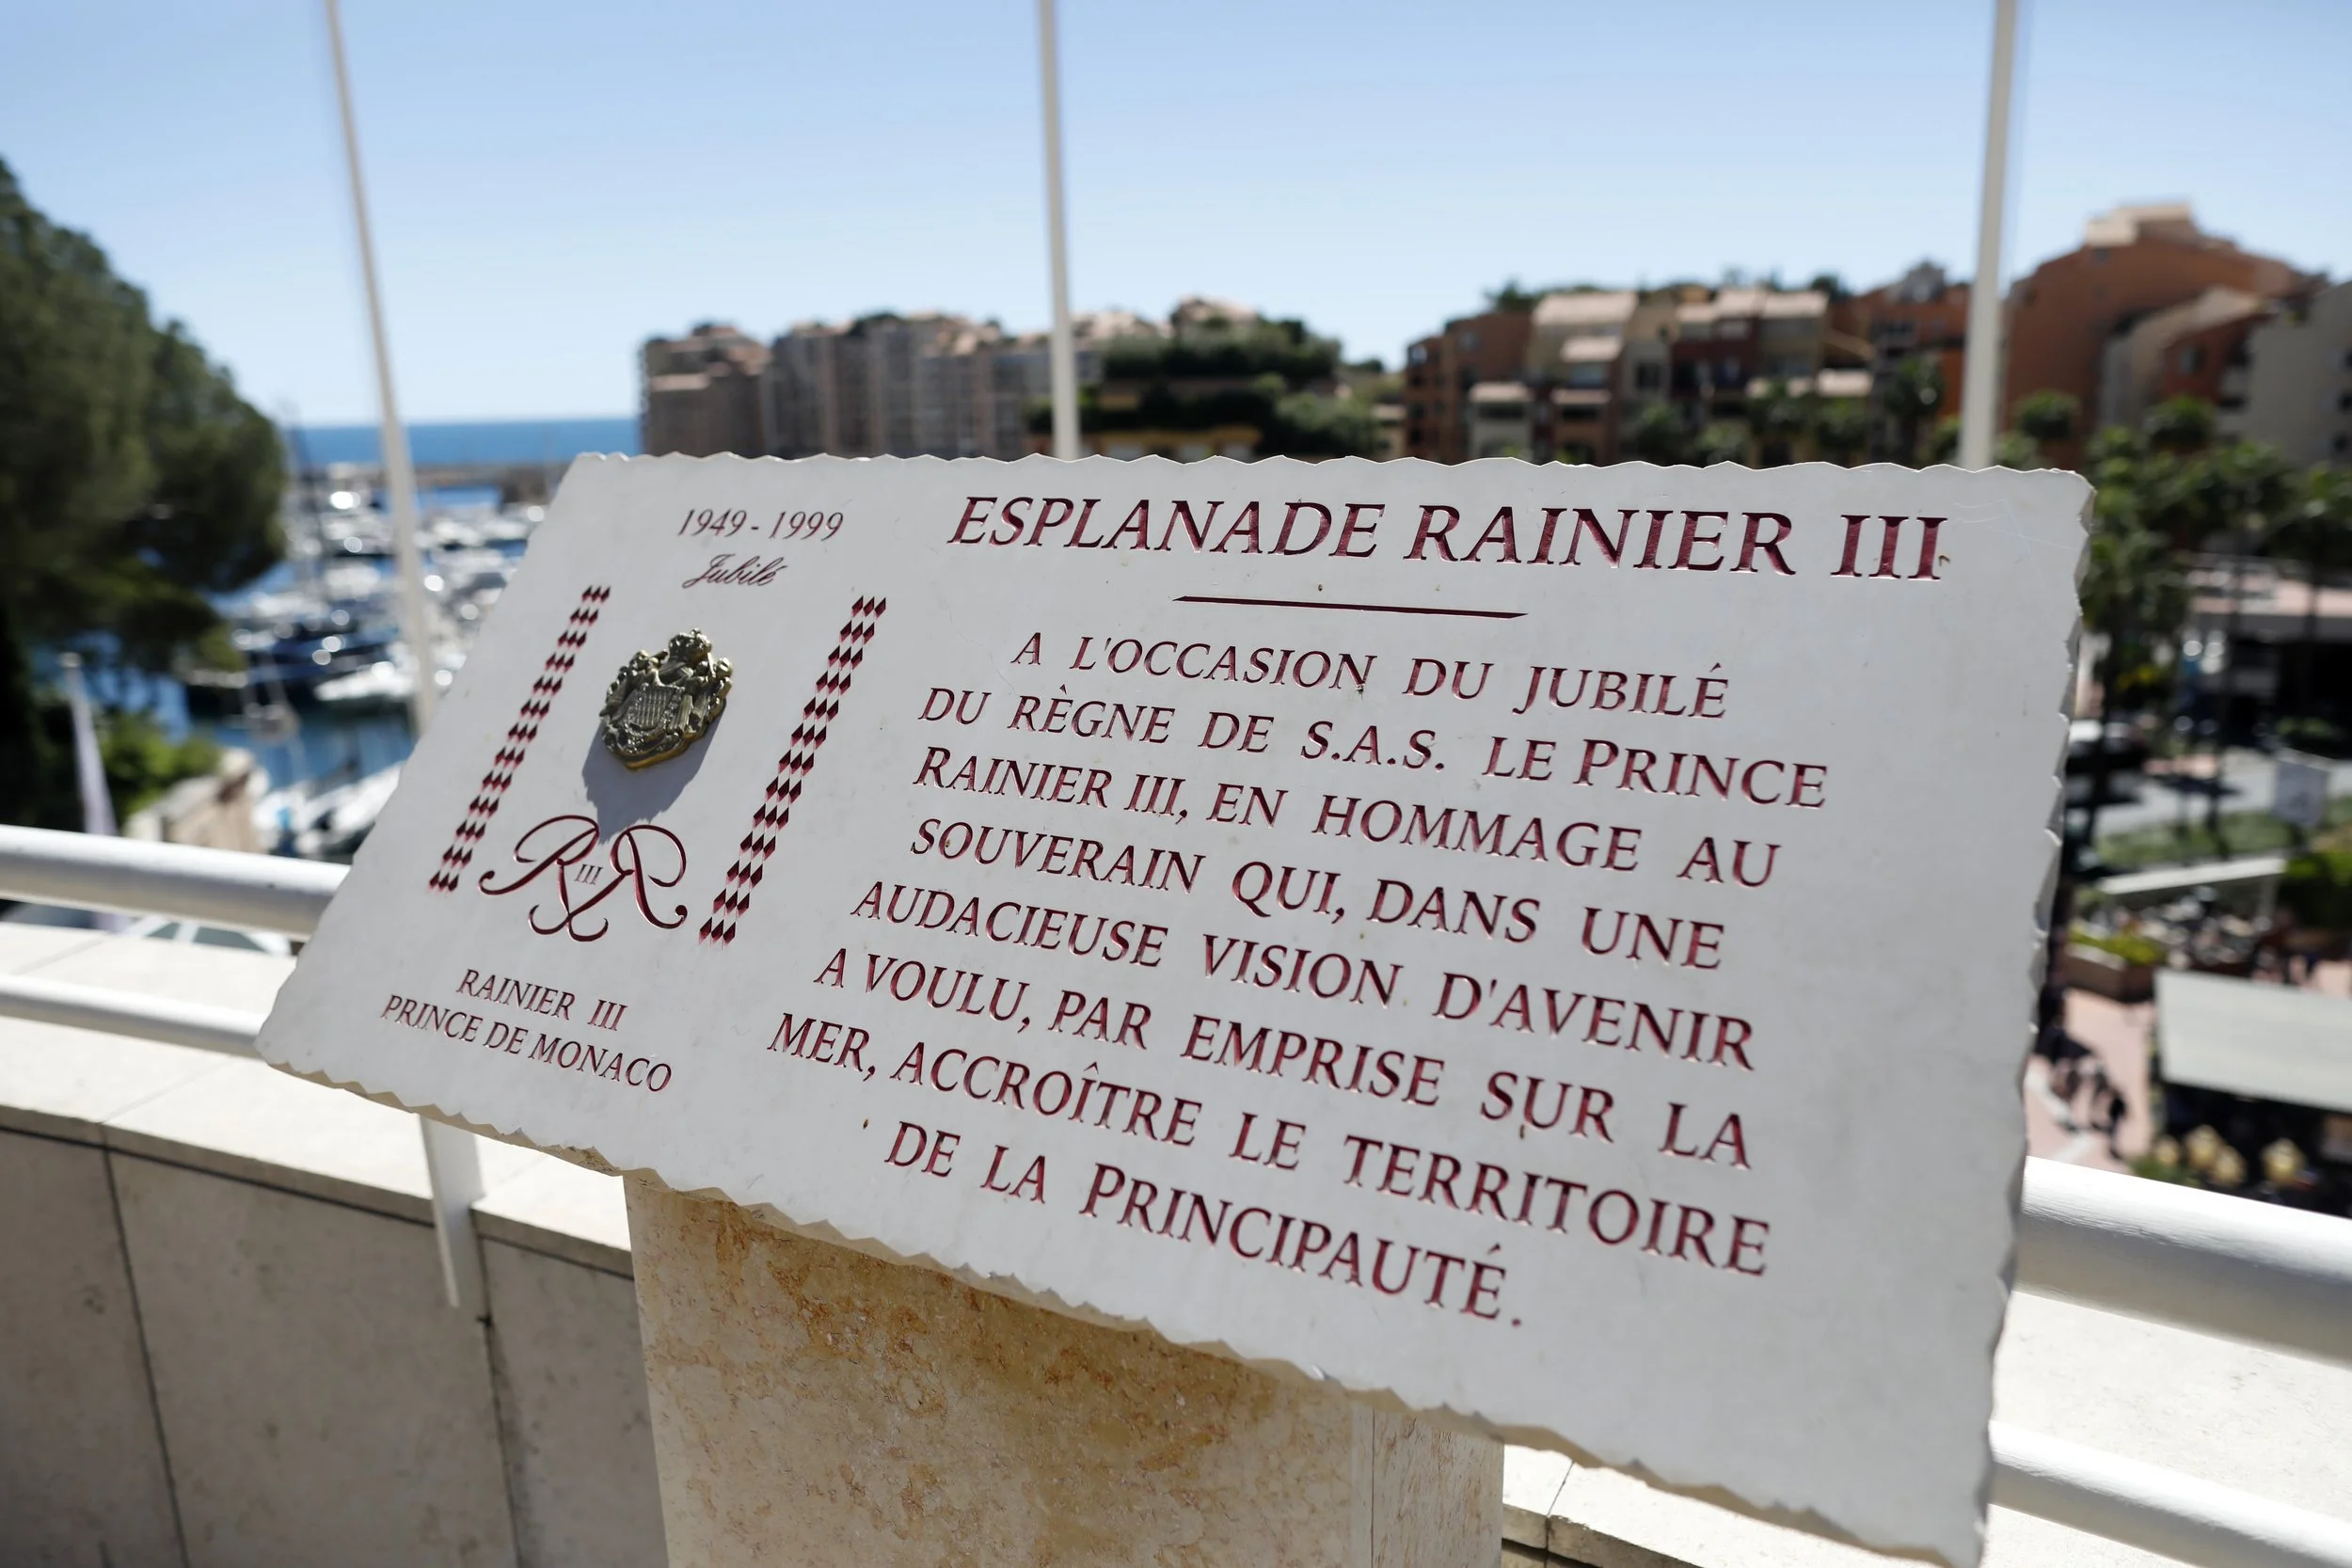 1949 - 1999
Jubilé
III
RAINIER III
PRINCE DE MONACO
ESPLANADE RAINIER III
A L'OCCASION DU JUBILÉ
DU RÈGNE DE S.A.S. LE PRINCE
RAINIER III, EN HOMMAGE AU
SOUVERAIN QUI, DANS UNE
AUDACIEUSE VISION D'AVENIR
A VOULU, PAR EMPRISE SUR LA
MER, ACCROÎTRE LE TERRITOIRE
DE LA PRINCIPAUTÉ.